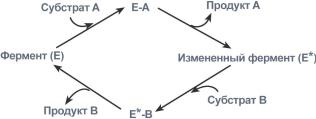 Субстрат A
E-A
Продукт A
Фермент (E)
Измененный фермент (E*)
Продукт B
E*-B
Субстрат B